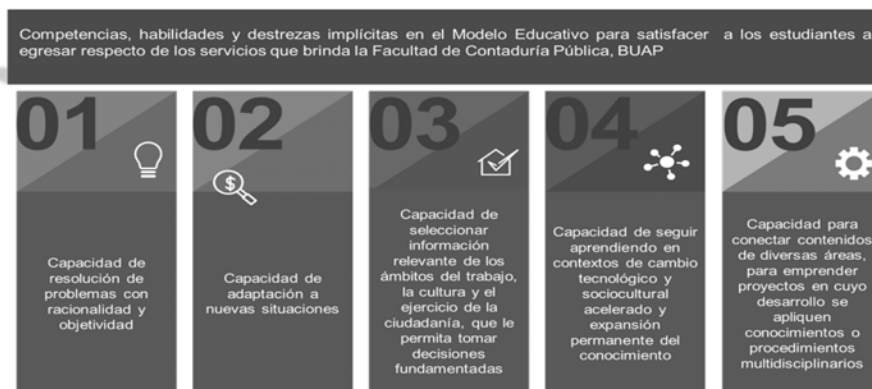 Competencias, habilidades y destrezas implícitas en el Modelo Educativo para satisfacer a los estudiantes a
egresar respecto de los servicios que brinda la Facultad de Contaduría Pública, BUAP
01
Capacidad de
resolución de
problemas con
racionalidad y
objetividad
02
$
Capacidad de
adaptación a
nuevas situaciones
03
Capacidad de
seleccionar
información
relevante de los
ámbitos del trabajo,
la cultura y el
ejercicio de la
ciudadanía, que le
permita tomar
decisiones
fundamentadas
04
Capacidad de seguir
aprendiendo en
contextos de cambio
tecnológico y
sociocultural
acelerado y
expansión
permanente del
conocimiento
05
Capacidad para
conectar contenidos
de diversas áreas,
para emprender
proyectos en cuyo
desarrollo se
apliquen
conocimientos o
procedimientos
multidisciplinarios